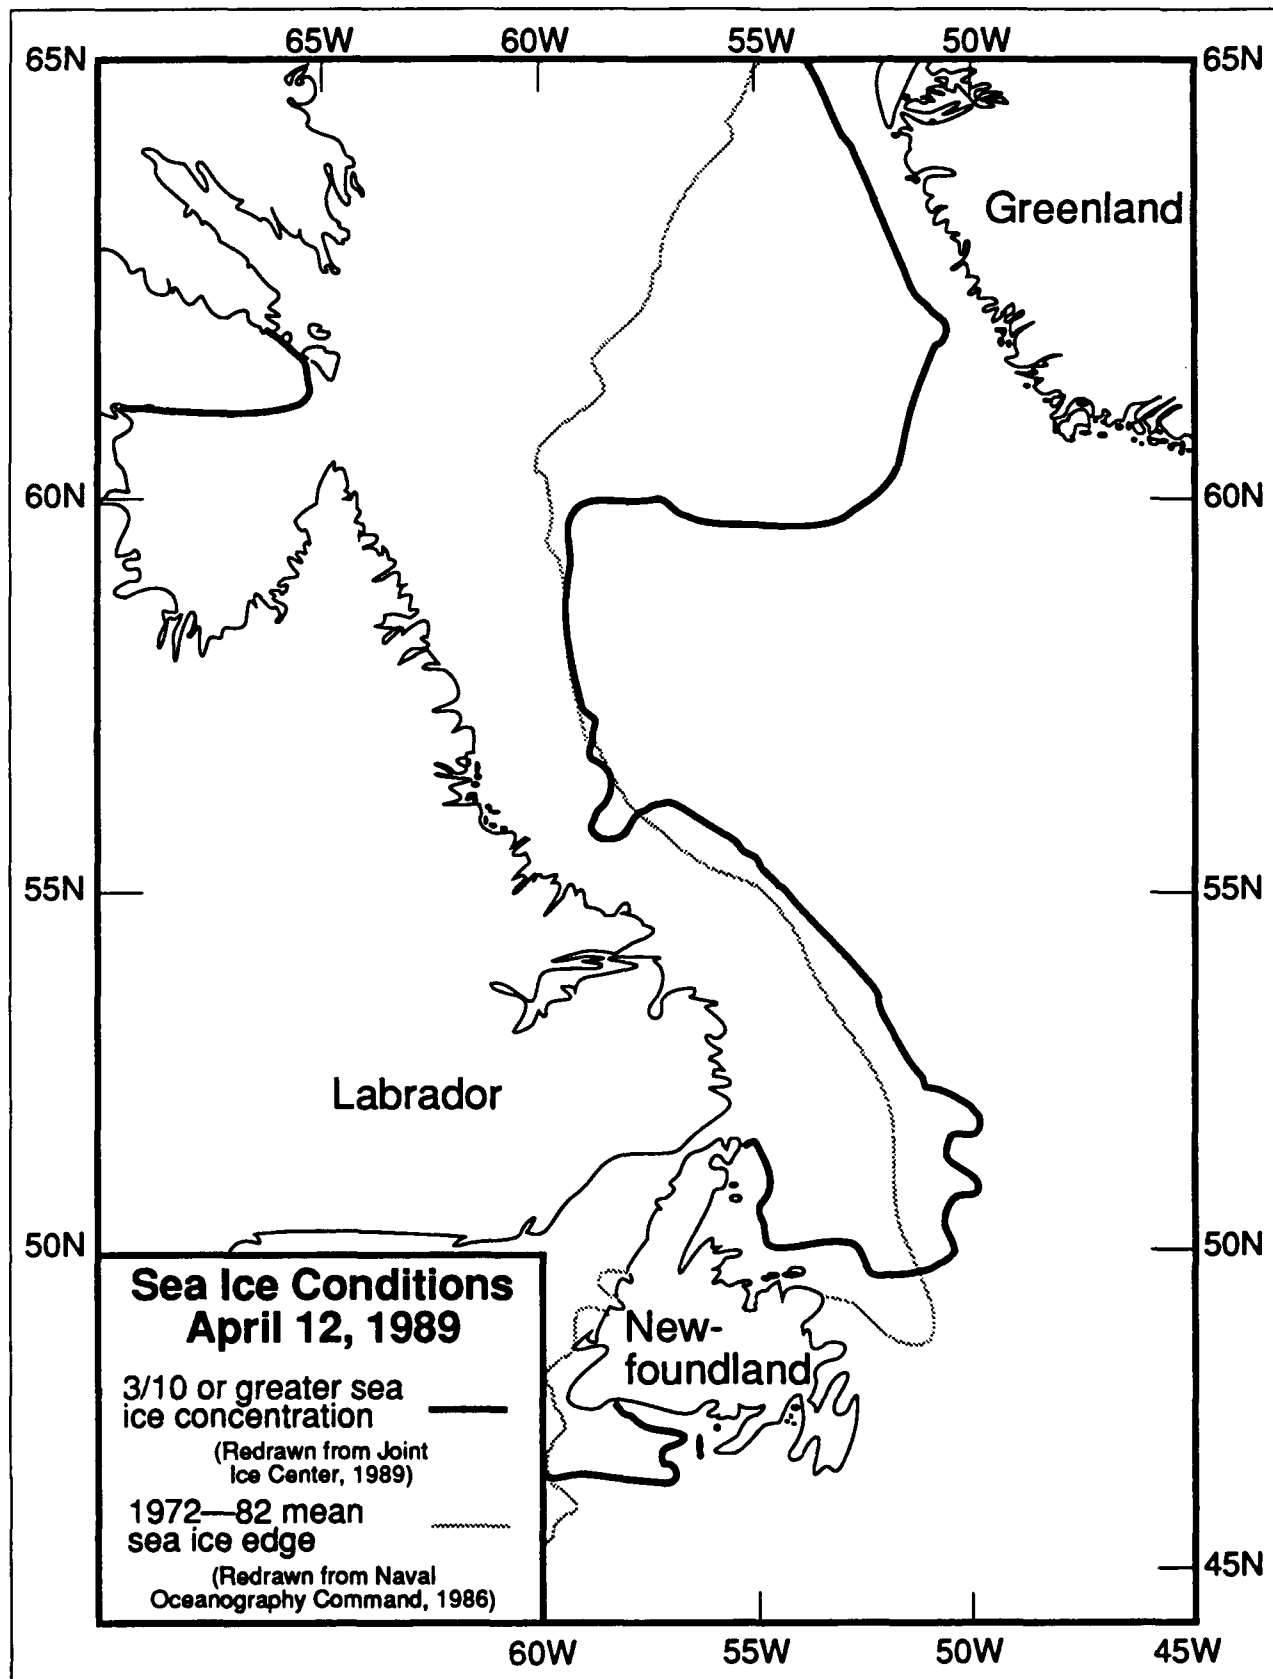 65W 60W 55W 50W
65N 65N
Greenland
60N 60N
55N 55N
Labrador
50N 50N
Sea Ice Conditions
April 12, 1989
New-
foundland
3/10 or greater sea
ice concentration
(Redrawn from Joint
Ice Center, 1989)
1972—82 mean
sea ice edge
(Redrawn from Naval
Oceanography Command, 1986)
45N
60W 55W 50W 45W